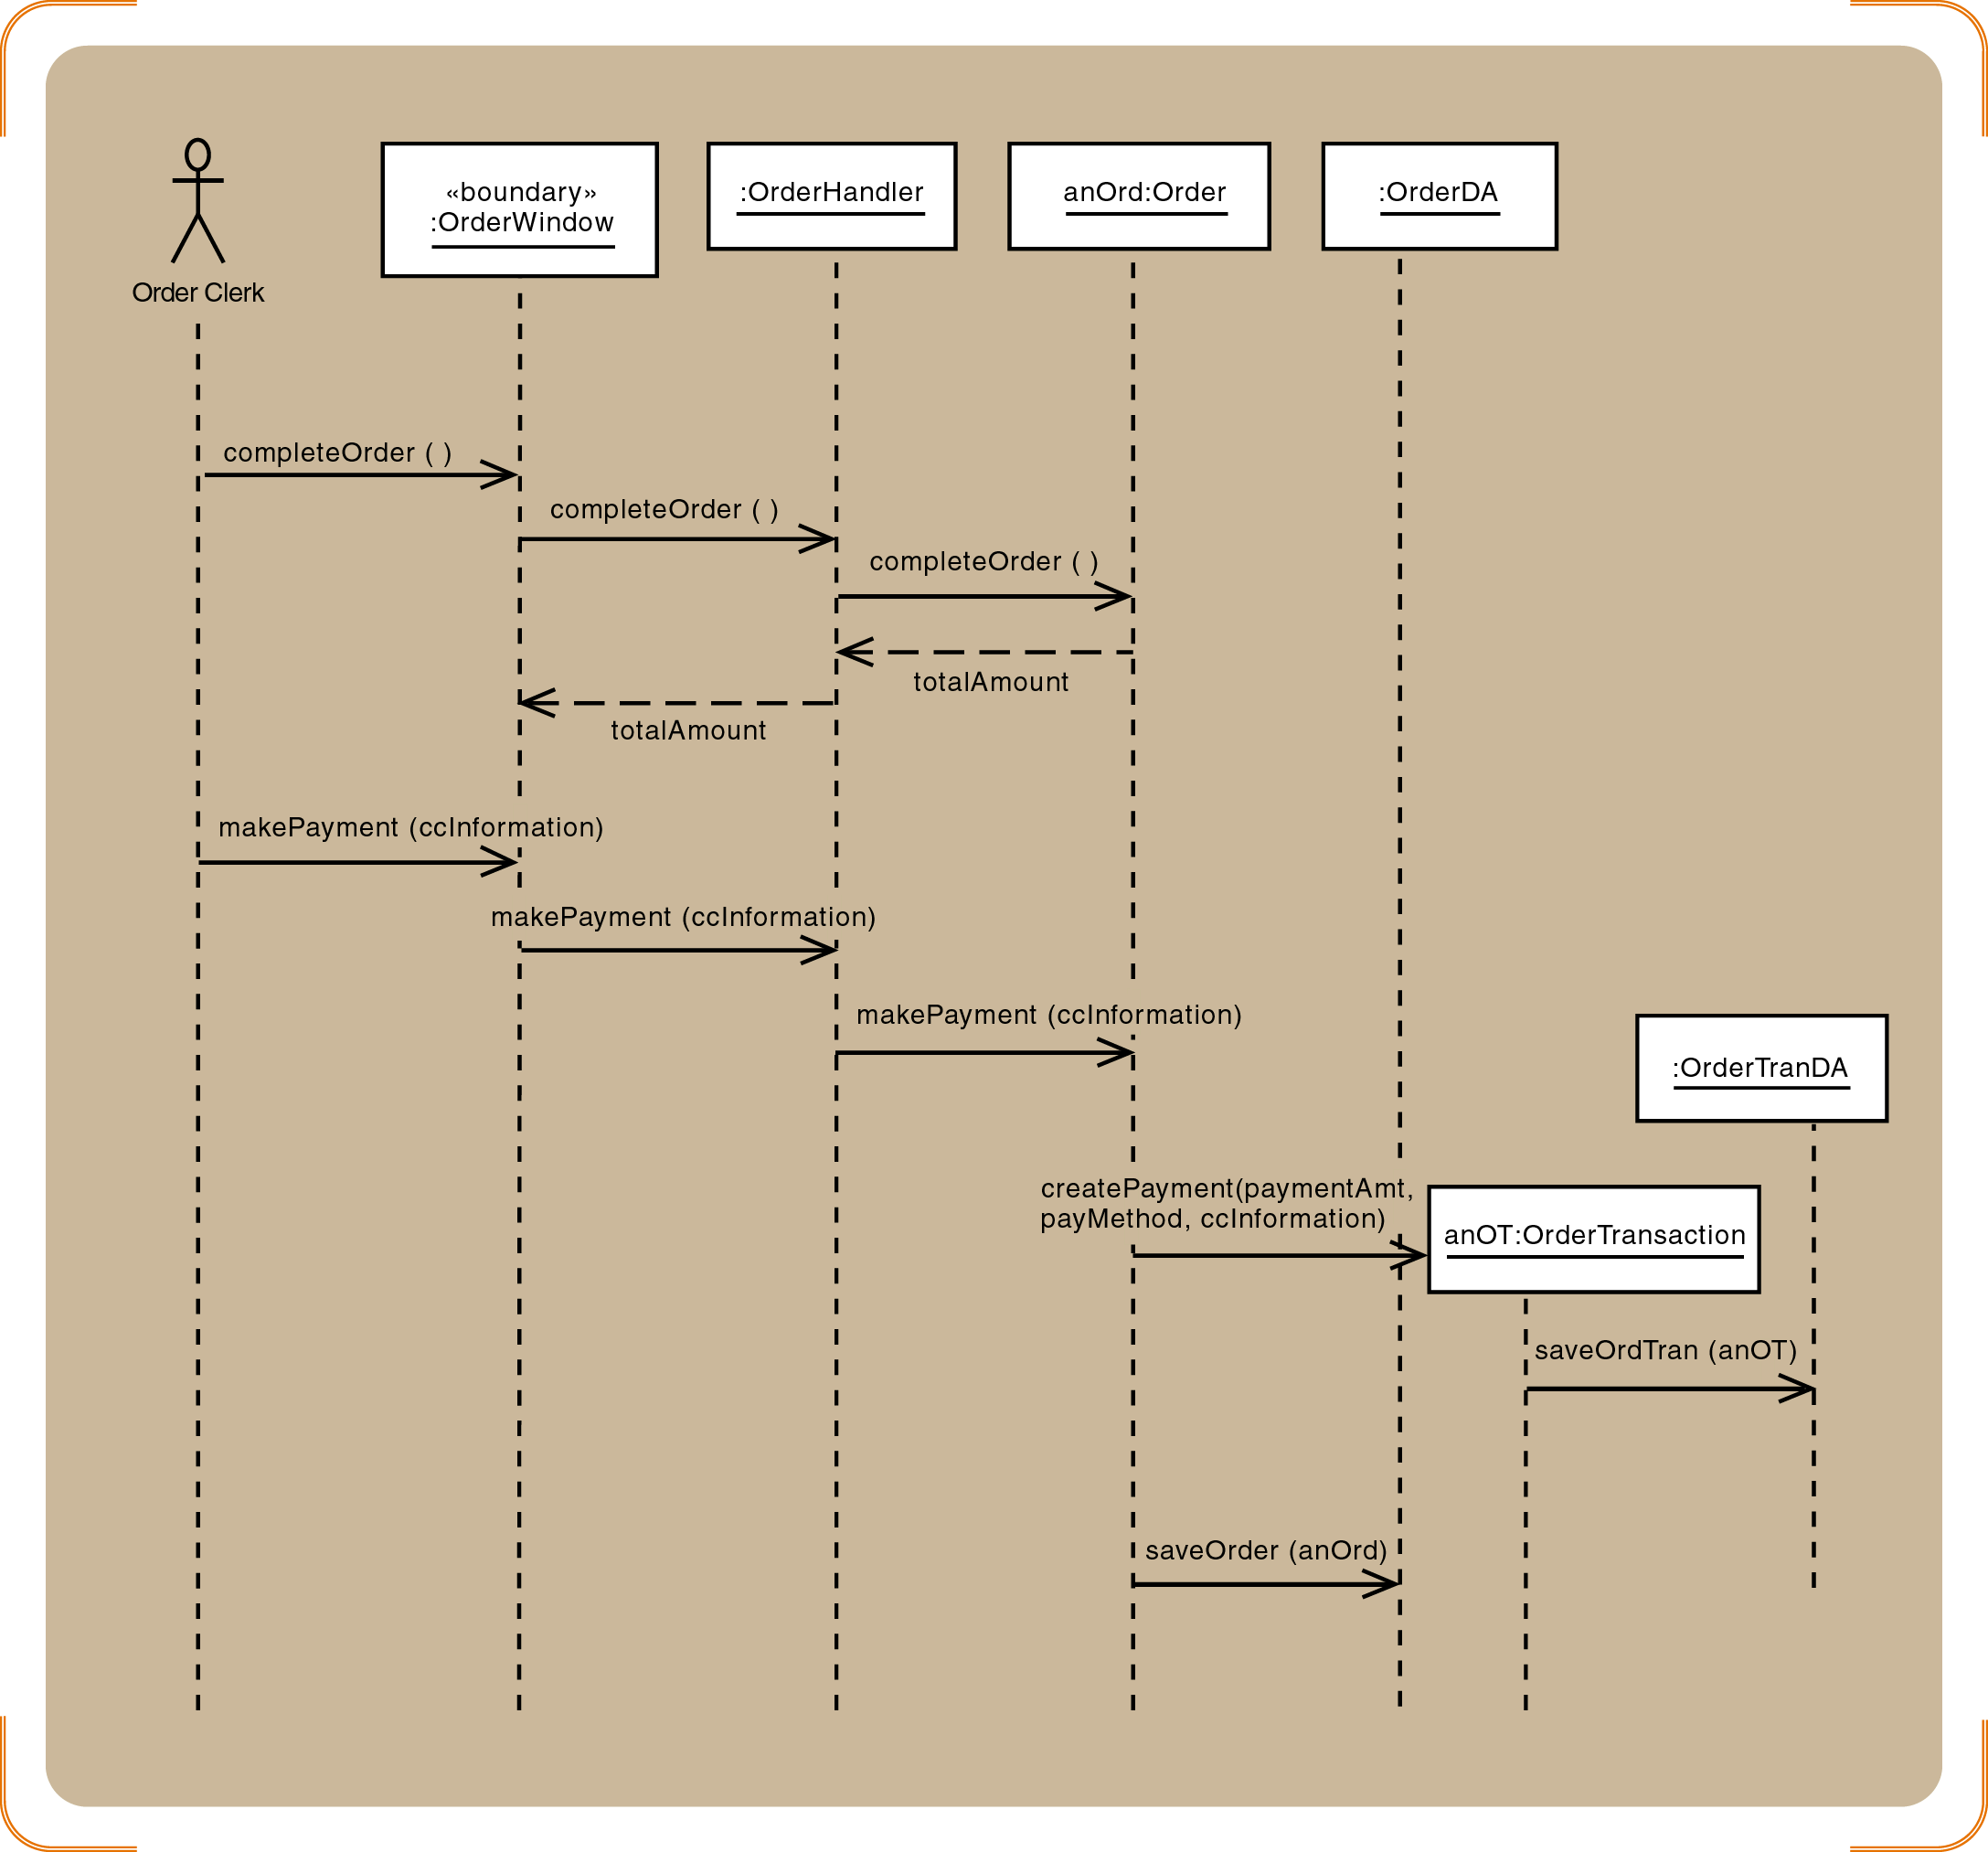 «boundary»
:OrderWindow
:OrderHandler
anOrd:Order
:OrderDA
Order Clerk
completeOrder ( )
completeOrder ( )
completeOrder ( )
totalAmount
totalAmount
makePayment (ccInformation)
makePayment (ccInformation)
makePayment (ccInformation)
:OrderTranDA
createPayment(paymentAmt,
payMethod, ccInformation)
anOT:OrderTransaction
saveOrdTran (anOT)
saveOrder (anOrd)